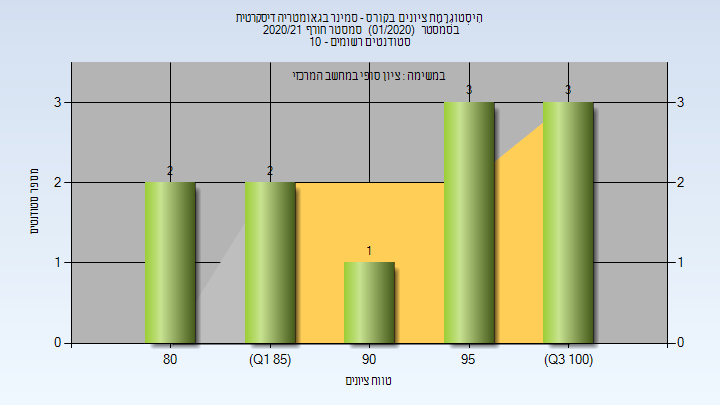 היסטוגרמת ציונים בקורס - סמינר בגאומטריה דיסקרטית
בסמסטר (01/2020) סמסטר חורף 2020/21
סטודנטים רשומים - 10
במשימה : ציון סופי במחשב המרכזי
3 3 3 3
2 2 2 2
1 1 1
0 0
80 (Q1 85) 90 95 (Q3 100)
מספר סטודנטים
טווח ציונים